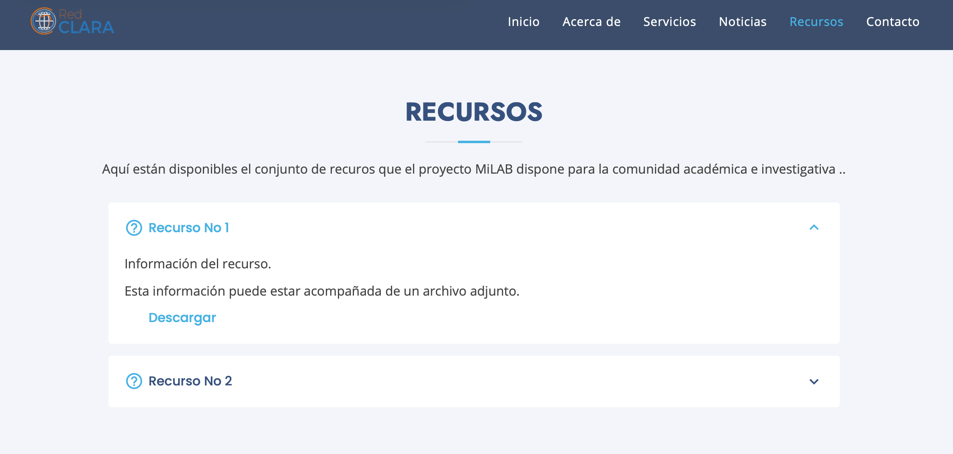 Red
CLARA
Inicio Acerca de Servicios Noticias Recursos Contacto
RECURSOS
Aquí están disponibles el conjunto de recuros que el proyecto MiLAB dispone para la comunidad académica e investigativa ..
Recurso No 1
Información del recurso.
Esta información puede estar acompañada de un archivo adjunto.
Descargar
Recurso No 2